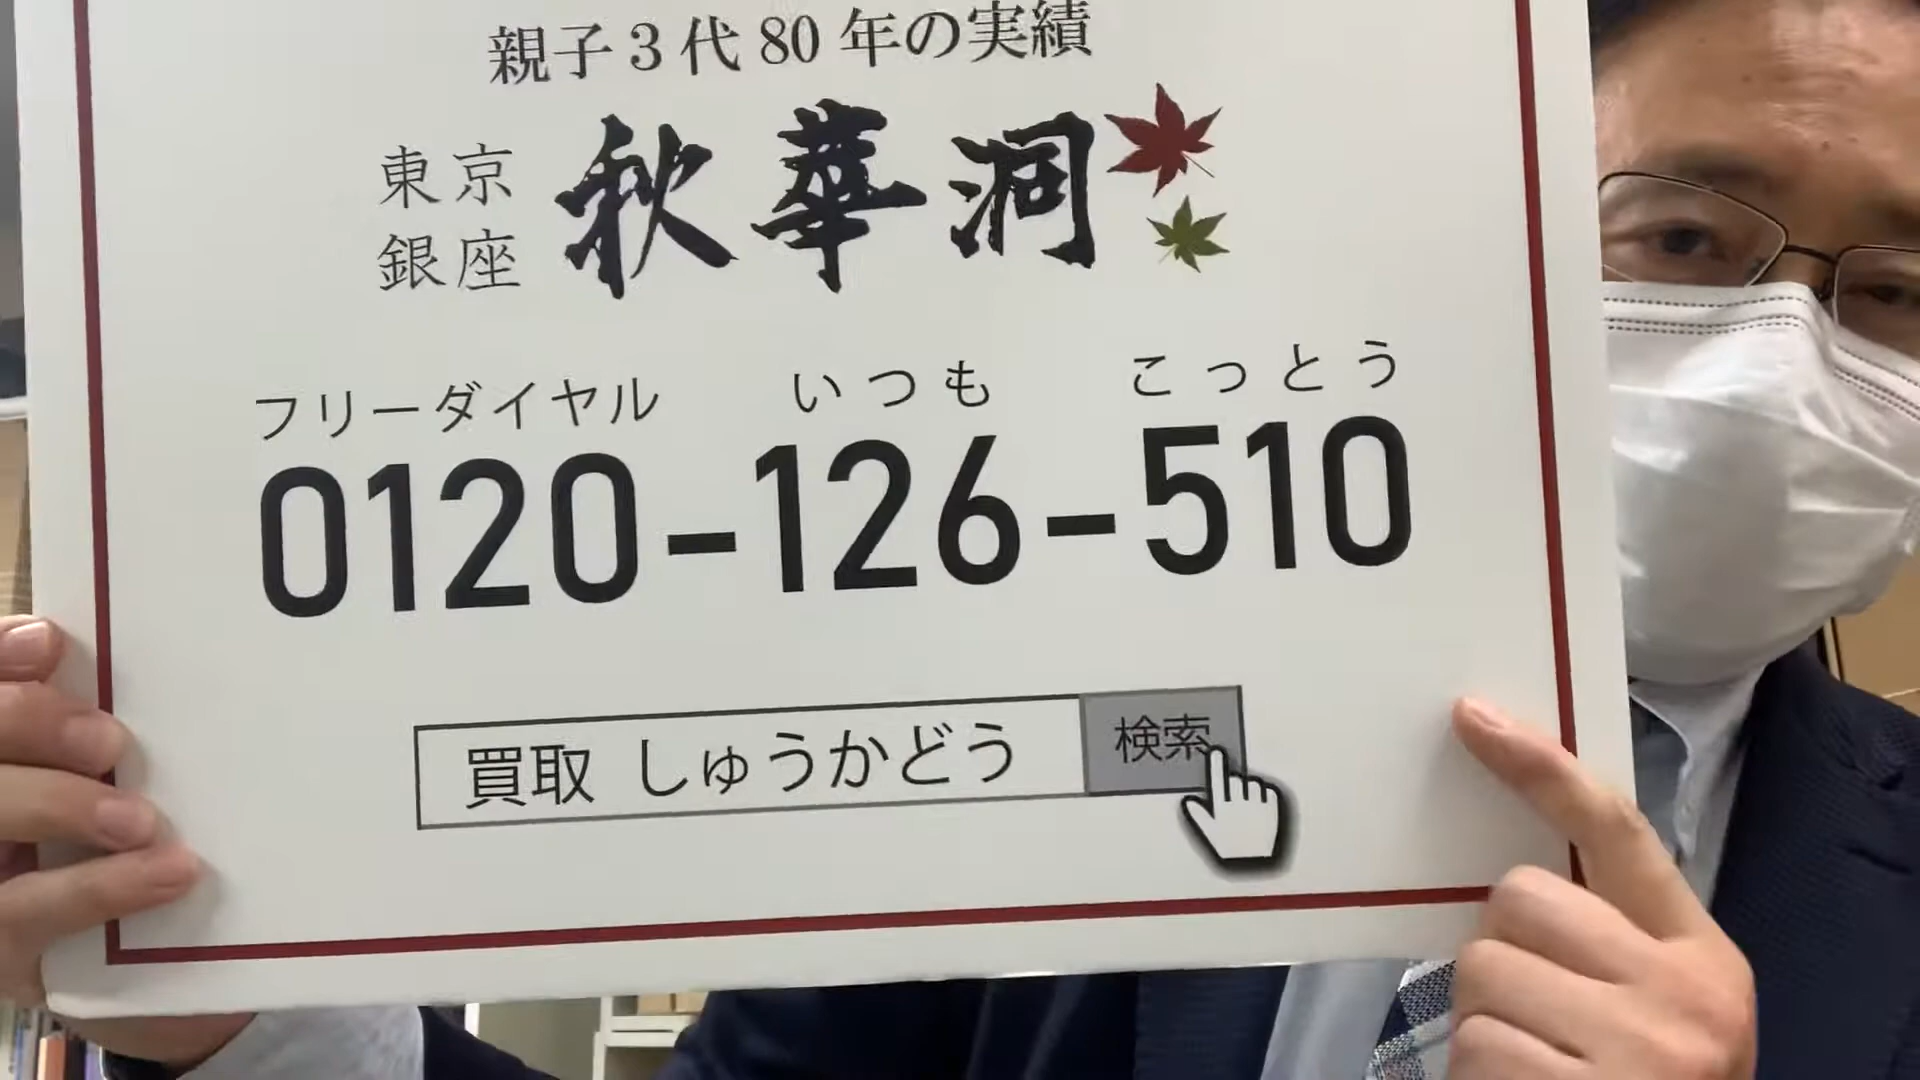 親子3代80年の実績
東京
銀座
秋華洞
フリーダイヤル いつも こっとう
0120-126-510
買取 しゅうかどう 検索